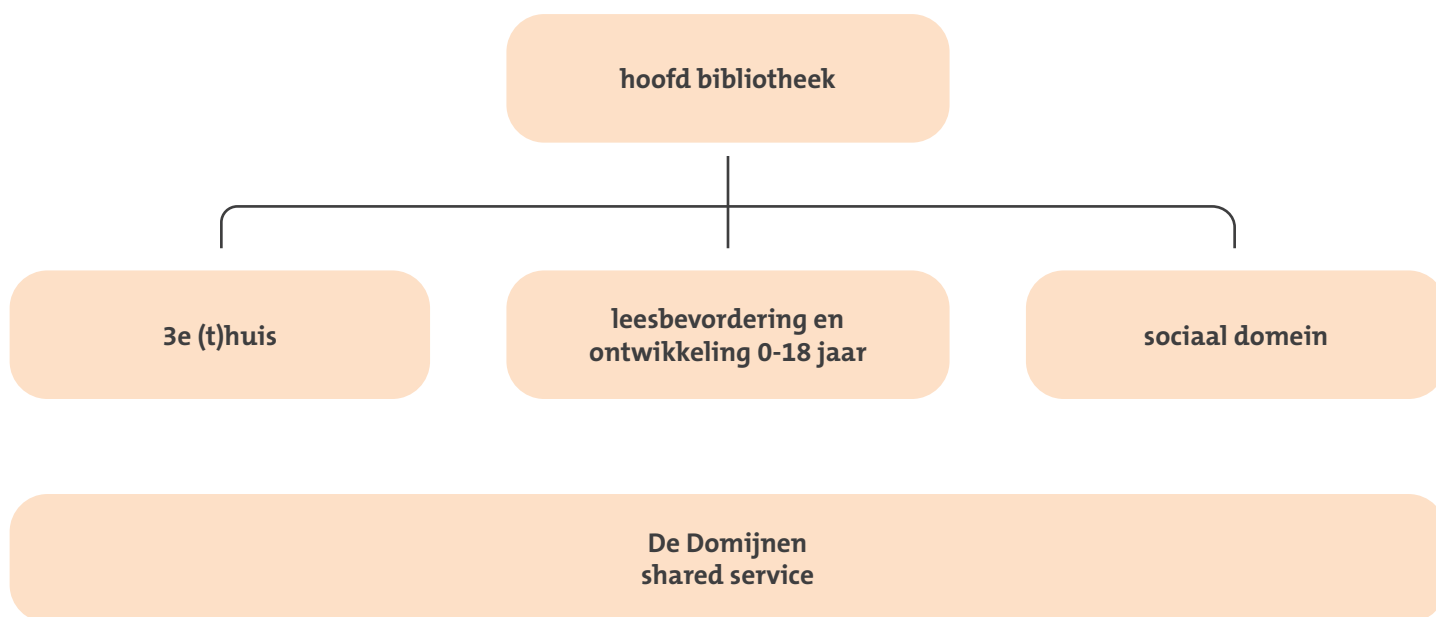 hoofd bibliotheek
3e (t)huis
leesbevordering en
ontwikkeling 0-18 jaar
sociaal domein
De Domijnen
shared service